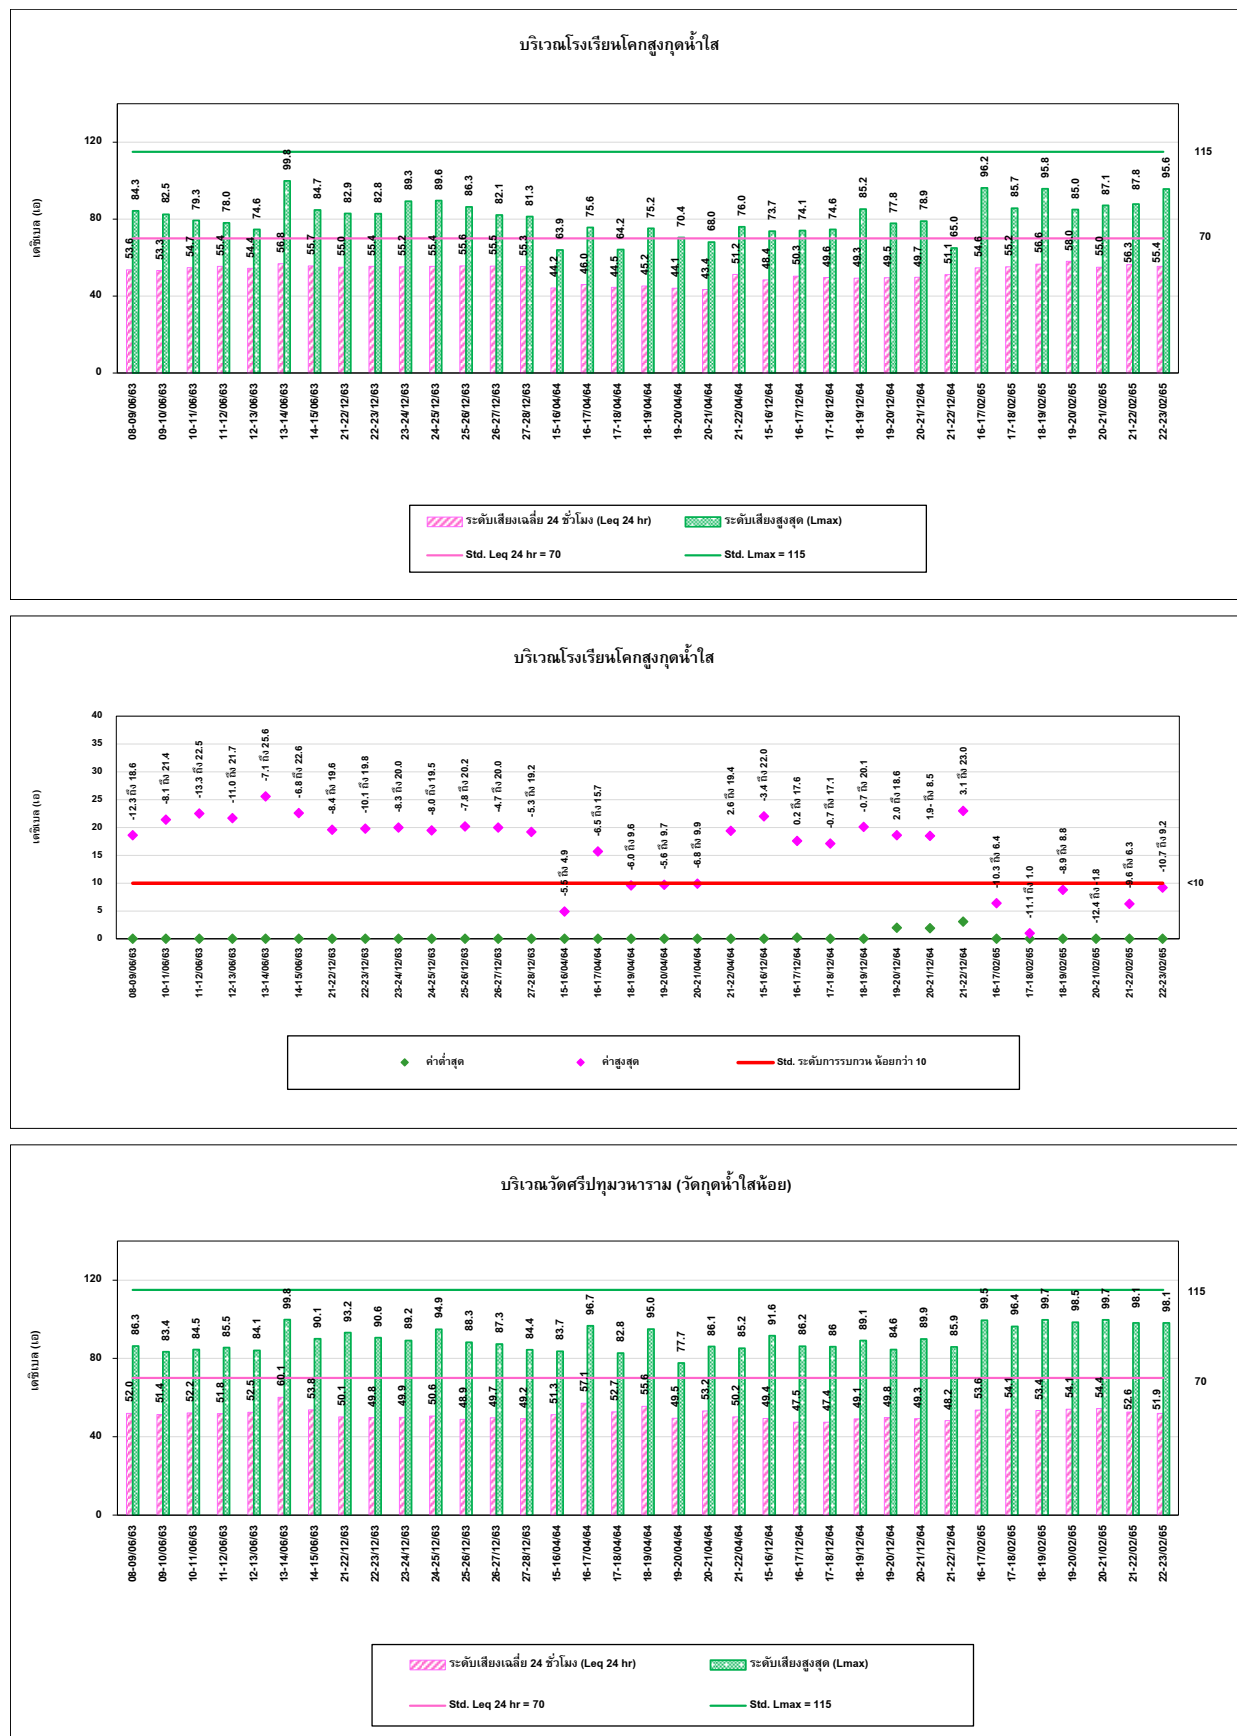 บริเวณโรงเรียนโคกสูงกุดน้ำใส
เดซิเบล (เอ)
120
80
40
0
115
70
84.3 82.5 79.3 78.0 74.6 99.8 84.7 82.9 82.8 89.3 89.6 86.3 82.1 81.3 63.9 75.6 64.2 75.2 70.4 68.0 76.0 73.7 74.1 74.6 85.2 77.8 78.9 65.0 96.2 85.7 95.8 85.0 87.1 87.8 95.6
53.6 53.3 54.7 55.4 54.4 56.8 55.7 55.0 55.4 55.2 55.4 55.6 55.5 55.3 44.2 46.0 44.5 45.2 44.1 43.4 51.2 48.4 50.3 49.6 49.3 49.5 49.7 51.1 54.6 55.2 56.6 58.0 55.0 56.3 55.4
08-09/06/63 09-10/06/63 10-11/06/63 11-12/06/63 12-13/06/63 13-14/06/63 14-15/06/63 21-22/12/63 22-23/12/63 23-24/12/63 24-25/12/63 25-26/12/63 26-27/12/63 27-28/12/63 15-16/04/64 16-17/04/64 17-18/04/64 18-19/04/64 19-20/04/64 20-21/04/64 21-22/04/64 15-16/12/64 16-17/12/64 17-18/12/64 18-19/12/64 19-20/12/64 20-21/12/64 21-22/12/64 16-17/02/65 17-18/02/65 18-19/02/65 19-20/02/65 20-21/02/65 21-22/02/65 22-23/02/65
ระดับเสียงเฉลี่ย 24 ชั่วโมง (Leq 24 hr) ระดับเสียงสูงสุด (Lmax)
Std. Leq 24 hr = 70 Std. Lmax = 115
บริเวณโรงเรียนโคกสูงกุดน้ำใส
เดซิเบล (เอ)
40
35
30
25
20
15
10
5
0
<10
-12.3 ถึง 18.6 -8.1 ถึง 21.4 -13.3 ถึง 22.5 -11.0 ถึง 21.7 -7.1 ถึง 25.6 -6.8 ถึง 22.6 -8.4 ถึง 19.6 -10.1 ถึง 19.8 -8.3 ถึง 20.0 -8.0 ถึง 19.5 -7.8 ถึง 20.2 -4.7 ถึง 20.0 -5.3 ถึง 19.2 -5.5 ถึง 4.9 -6.5 ถึง 15.7 -6.0 ถึง 9.6 -5.6 ถึง 9.7 -6.8 ถึง 9.9 2.6 ถึง 19.4 -3.4 ถึง 22.0 0.2 ถึง 17.6 -0.7 ถึง 17.1 -0.7 ถึง 20.1 2.0 ถึง 18.6 1.9- ถึง 8.5 3.1 ถึง 23.0 -10.3 ถึง 6.4 -11.1 ถึง 1.0 -8.9 ถึง 8.8 -12.4 ถึง -1.8 -9.6 ถึง 6.3 -10.7 ถึง 9.2
08-09/06/63 10-11/06/63 11-12/06/63 12-13/06/63 13-14/06/63 14-15/06/63 21-22/12/63 22-23/12/63 23-24/12/63 24-25/12/63 25-26/12/63 26-27/12/63 27-28/12/63 15-16/04/64 16-17/04/64 18-19/04/64 19-20/04/64 20-21/04/64 21-22/04/64 15-16/12/64 16-17/12/64 17-18/12/64 18-19/12/64 19-20/12/64 20-21/12/64 21-22/12/64 16-17/02/65 17-18/02/65 18-19/02/65 20-21/02/65 21-22/02/65 22-23/02/65
ค่าต่ำสุด ค่าสูงสุด Std. ระดับการรบกวน น้อยกว่า 10
บริเวณวัดศรีปทุมวนาราม (วัดกุดน้ำใสน้อย)
เดซิเบล (เอ)
120
80
40
0
115
70
86.3 83.4 84.5 85.5 84.1 99.8 90.1 93.2 90.6 89.2 94.9 88.3 87.3 84.4 83.7 96.7 82.8 95.0 77.7 86.1 85.2 91.6 86.2 86 89.1 84.6 89.9 85.9 99.5 96.4 99.7 98.5 99.7 98.1 98.1
52.0 51.4 52.2 51.8 52.5 60.1 53.8 50.1 49.8 49.9 50.6 48.9 49.7 49.2 51.3 57.1 52.7 55.6 49.5 53.2 50.2 49.4 47.5 47.4 49.1 49.8 49.3 48.2 53.6 54.1 53.4 54.1 54.4 52.6 51.9
08-09/06/63 09-10/06/63 10-11/06/63 11-12/06/63 12-13/06/63 13-14/06/63 14-15/06/63 21-22/12/63 22-23/12/63 23-24/12/63 24-25/12/63 25-26/12/63 26-27/12/63 27-28/12/63 15-16/04/64 16-17/04/64 17-18/04/64 18-19/04/64 19-20/04/64 20-21/04/64 21-22/04/64 15-16/12/64 16-17/12/64 17-18/12/64 18-19/12/64 19-20/12/64 20-21/12/64 21-22/12/64 16-17/02/65 17-18/02/65 18-19/02/65 19-20/02/65 20-21/02/65 21-22/02/65 22-23/02/65
ระดับเสียงเฉลี่ย 24 ชั่วโมง (Leq 24 hr) ระดับเสียงสูงสุด (Lmax)
Std. Leq 24 hr = 70 Std. Lmax = 115